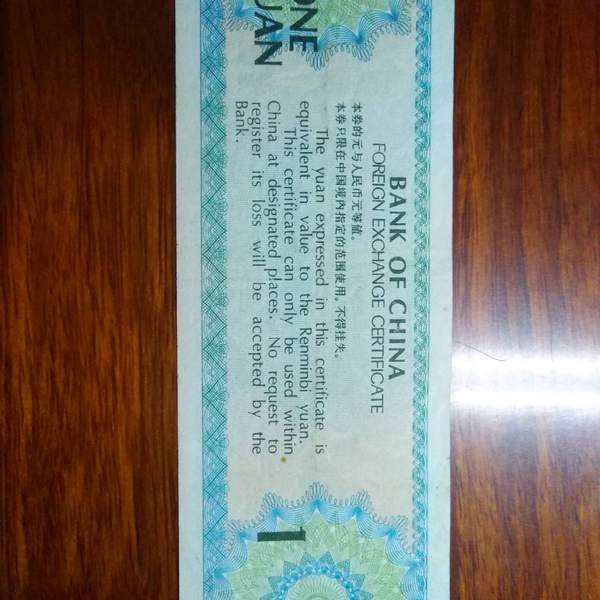 ONE
YUAN
BANK OF CHINA
FOREIGN EXCHANGE CERTIFICATE
本券的元与人民币元等值。
本券只限在中国境内指定的范围使用。不得挂失。
The yuan expressed in this certificate is
equivalent in value to the Renminbi yuan.
This certificate can only be used within
China at designated places. No request to
register its loss will be accepted by the
Bank.
1